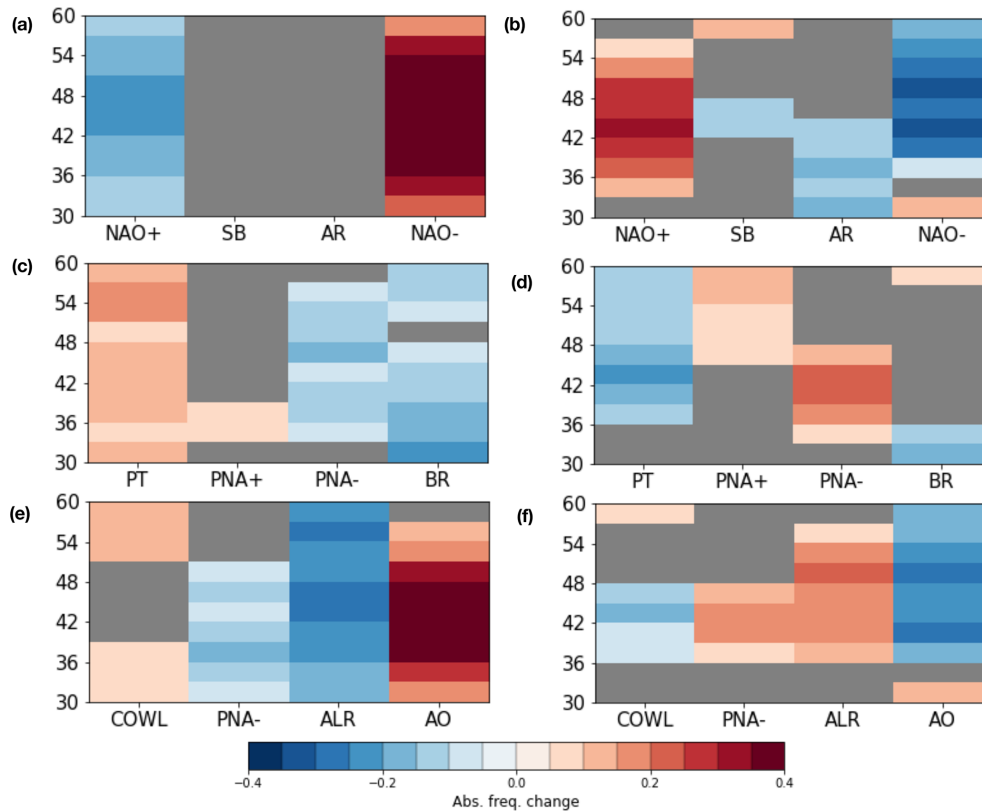 (a)
60
54
48
42
36
30
NAO+ SB AR NAO-
(b)
60
54
48
42
36
30
NAO+ SB AR NAO-
(c)
60
54
48
42
36
30
PT PNA+ PNA- BR
(d)
60
54
48
42
36
30
PT PNA+ PNA- BR
(e)
60
54
48
42
36
30
COWL PNA- ALR AO
(f)
60
54
48
42
36
30
COWL PNA- ALR AO
−0.4 −0.2 0.0 0.2 0.4
Abs. freq. change